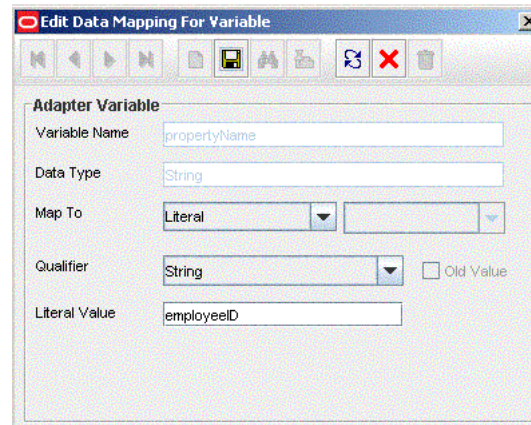 Edit Data Mapping For Variable
Adapter Variable
Variable Name propertyName
Data Type String
Map To Literal
Qualifier String Old Value
Literal Value employeeID